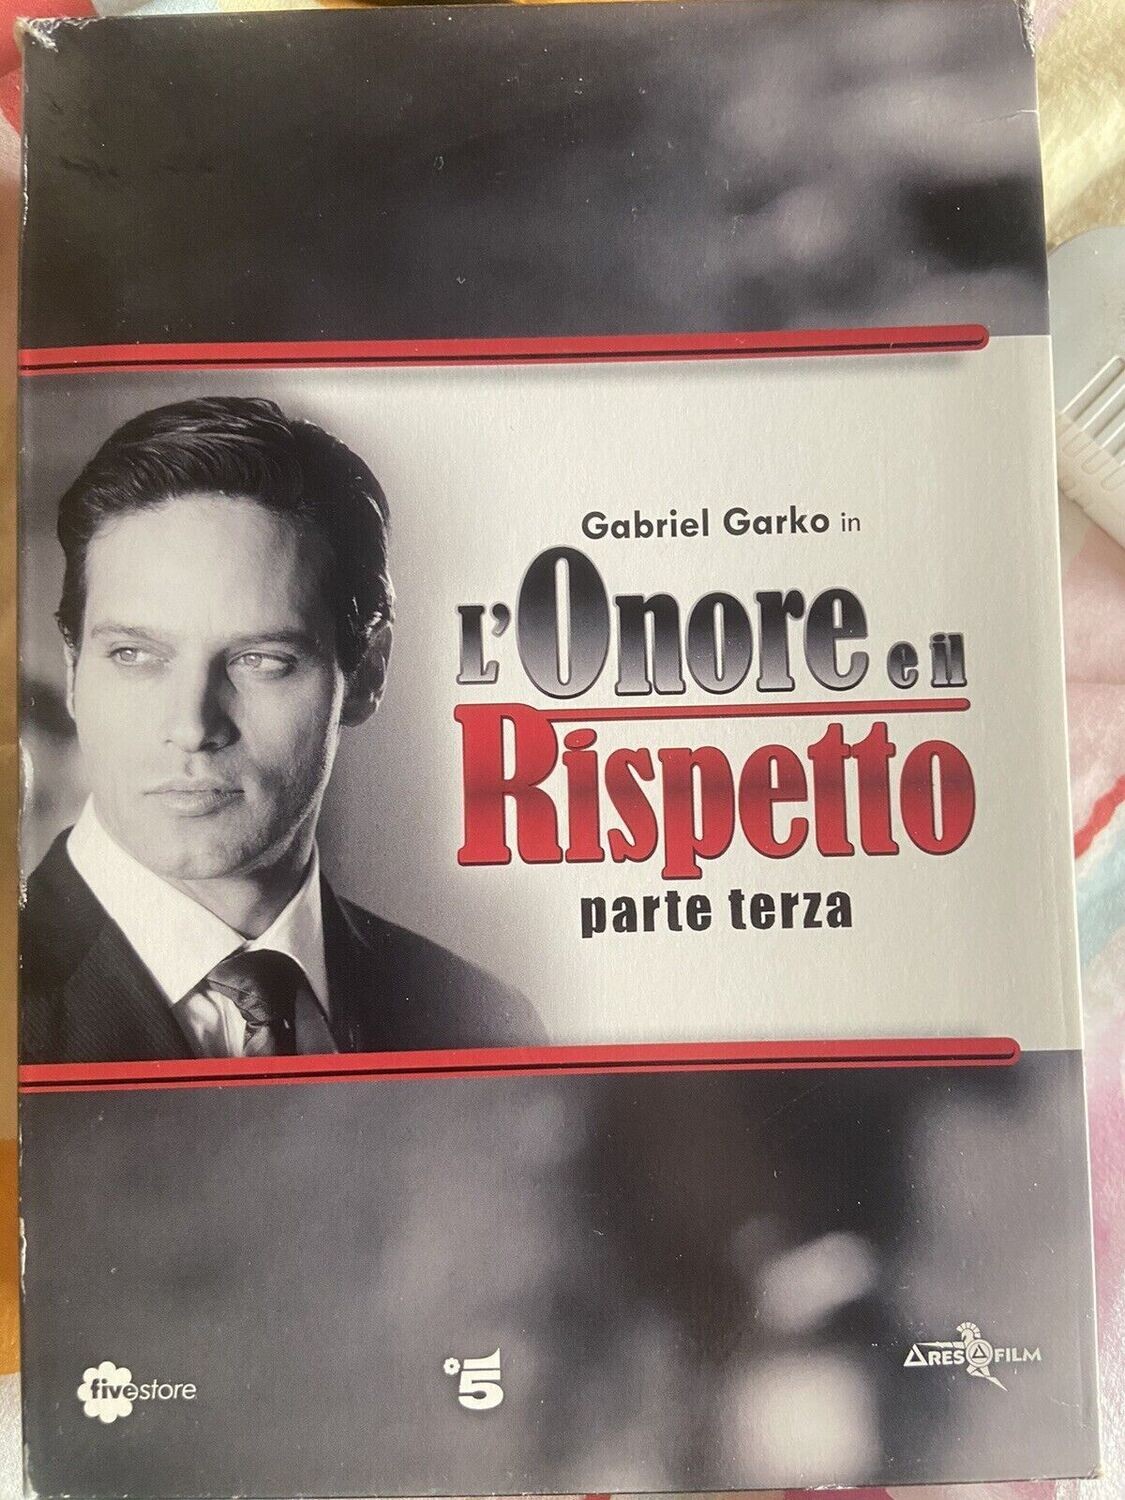 Gabriel Garko in
L'Onore e il
Rispetto
parte terza
fivestore
5
ARES FILM